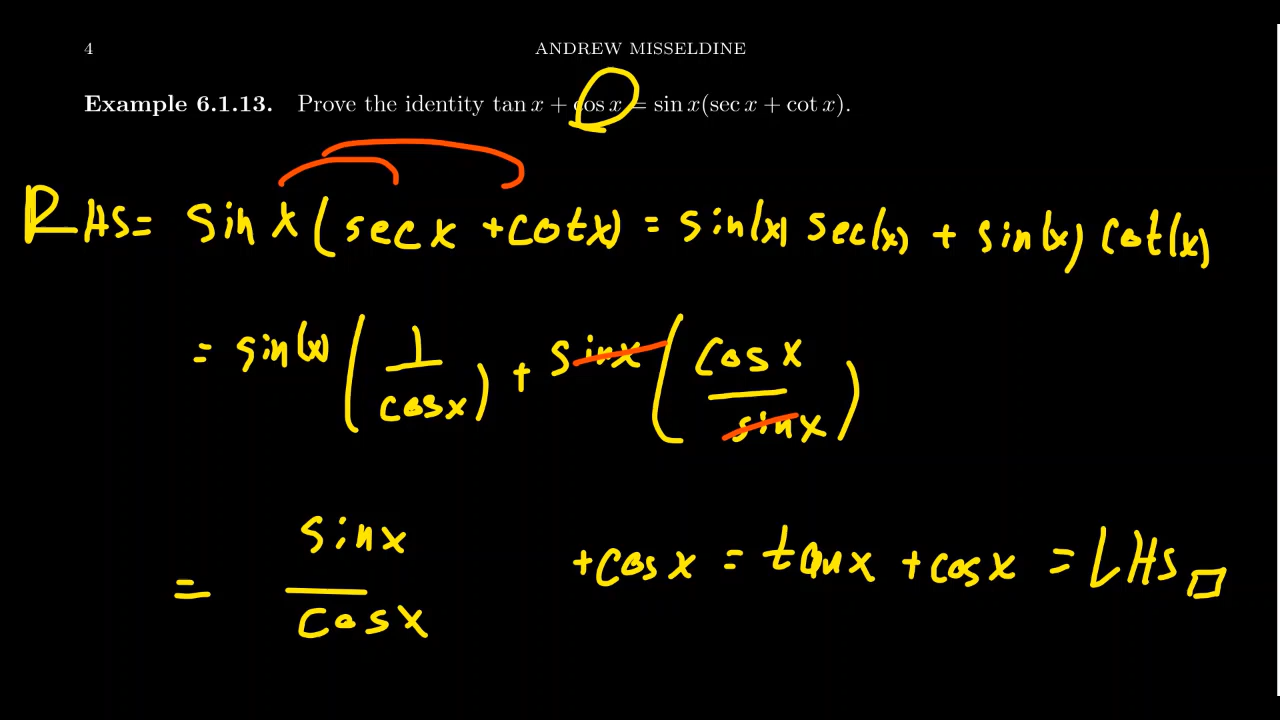 4 ANDREW MISSELDINE
Example 6.1.13. Prove the identity tan x + cos x = sin x(sec x + cot x).
RHS = sin x (sec x + cot x) = sin(x) sec(x) + sin(x) cot(x)
= sin(x) (1/cos x) + sin x (cos x/sin x)
= sin x/cos x + cos x = tan x + cos x = LHS □